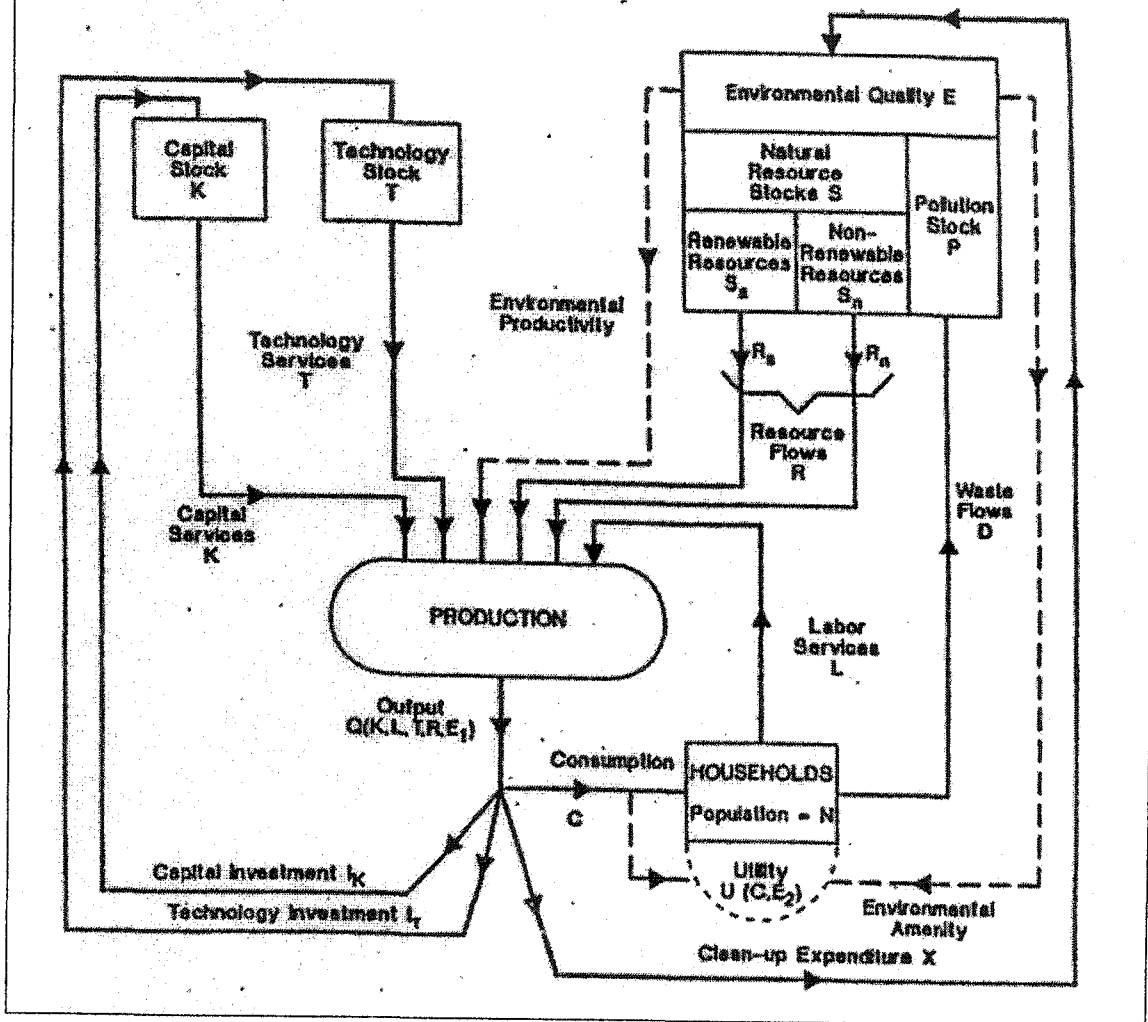 Environmental Quality E
Capital
Stock
K
Technology
Stock
T
Natural
Resource
Stocks S
Pollution
Stock
P
Renewable
Resources
Sₐ
Non-
Renewable
Resources
Sₙ
Environmental
Productivity
Technology
Services
T
Rₐ
Rₙ
Resource
Flows
R
Capital
Services
K
Waste
Flows
D
PRODUCTION
Labor
Services
L
Output
Q(K,L,T,R,E₁)
Consumption
C
HOUSEHOLDS
Population = N
Utility
U (C,E₂)
Capital Investment Iₖ
Technology Investment Iₜ
Environmental
Amenity
Clean-up Expenditure X